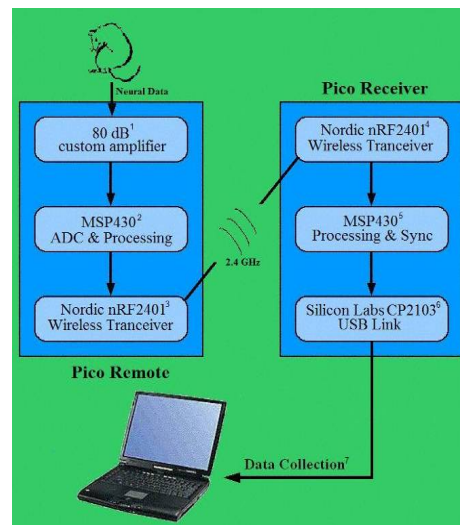 Neural Data
80 dB¹
custom amplifier
MSP430²
ADC & Processing
Nordic nRF2401³
Wireless Tranceiver
Pico Remote
2.4 GHz
Pico Receiver
Nordic nRF2401⁴
Wireless Tranceiver
MSP430⁵
Processing & Sync
Silicon Labs CP2103⁶
USB Link
Data Collection⁷